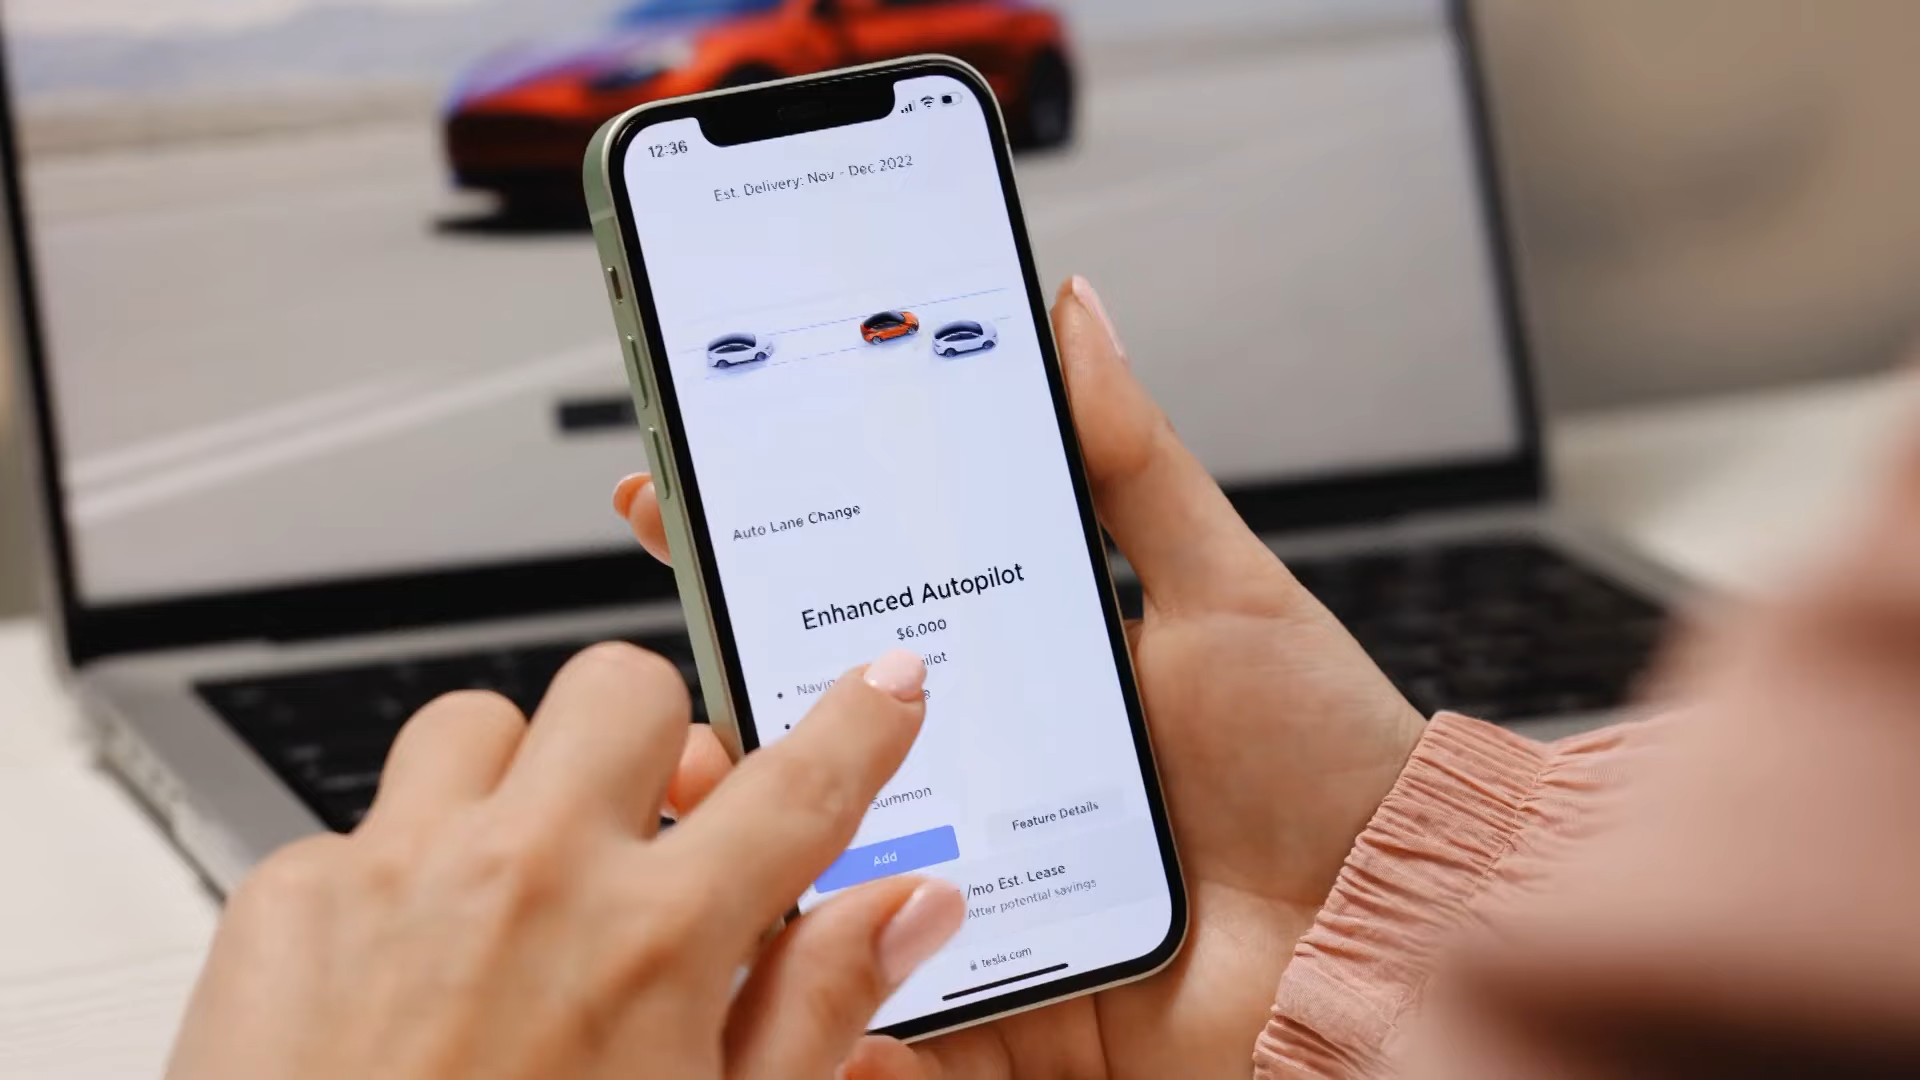 12:36
Est. Delivery: Nov - Dec 2022
Auto Lane Change
Enhanced Autopilot
$6,000
Summon
Add
Feature Details
/mo Est. Lease
After potential savings
tesla.com